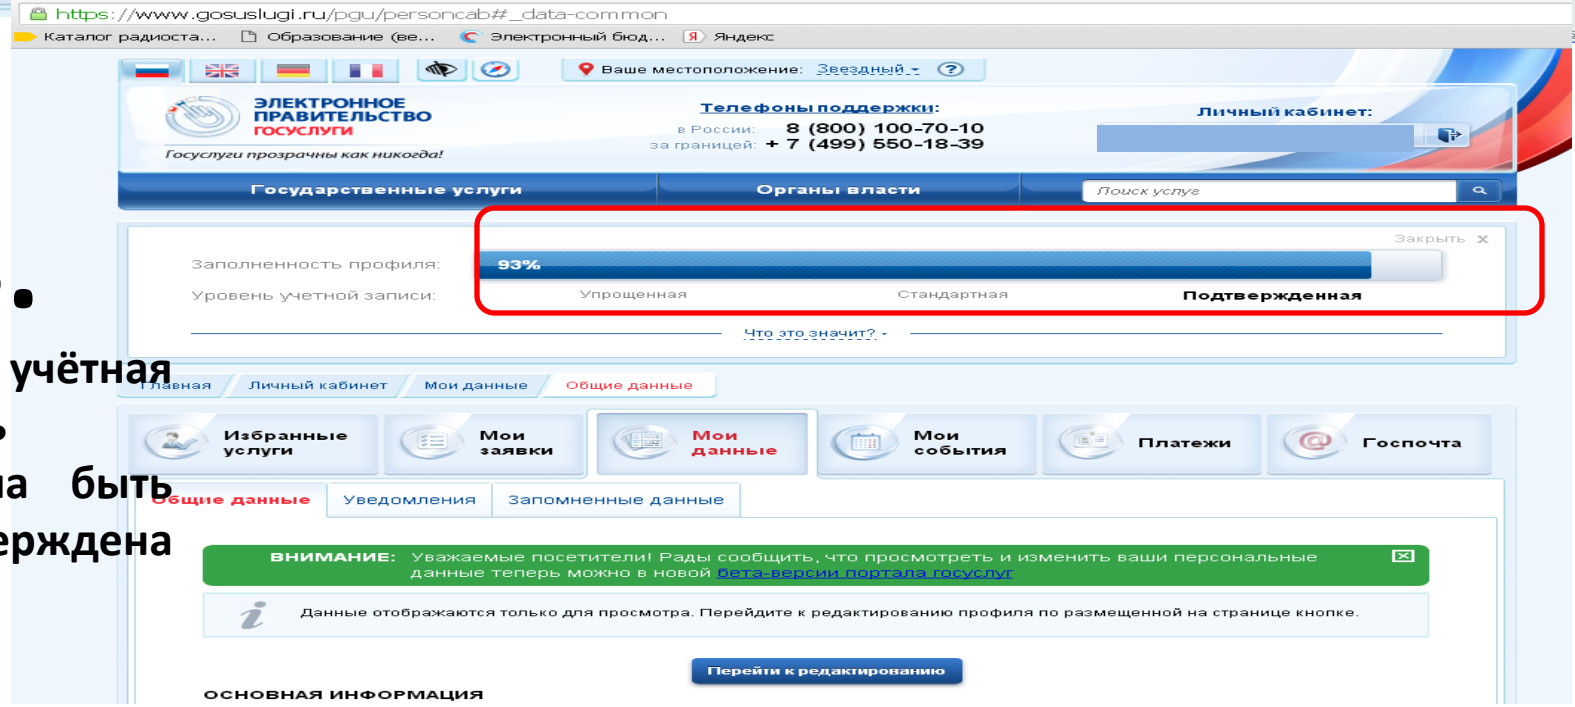 https://www.gosuslugi.ru/pgu/personcab#_data-common
Каталог радиоста... Образование (ве... Электронный бюд... Яндекс
Ваше местоположение: Звездный ?
ЭЛЕКТРОННОЕ
ПРАВИТЕЛЬСТВО
ГОСУСЛУГИ
Госуслуги прозрачны как никогда!
Телефоны поддержки:
в России: 8 (800) 100-70-10
за границей: + 7 (499) 550-18-39
Личный кабинет:
Государственные услуги Органы власти Поиск услуг
Закрыть x
Заполненность профиля: 93%
Уровень учетной записи: Упрощенная Стандартная Подтвержденная
Что это значит?
учётная
быть
Главная Личный кабинет Мои данные Общие данные
Избранные
услуги
Мои
заявки
Мои
данные
Мои
события
Платежи
Госпочта
Общие данные Уведомления Запомненные данные
ВНИМАНИЕ: Уважаемые посетители! Рады сообщить, что просмотреть и изменить ваши персональные
данные теперь можно в новой бета-версии портала госуслуг
Данные отображаются только для просмотра. Перейдите к редактированию профиля по размещенной на странице кнопке.
Перейти к редактированию
ОСНОВНАЯ ИНФОРМАЦИЯ